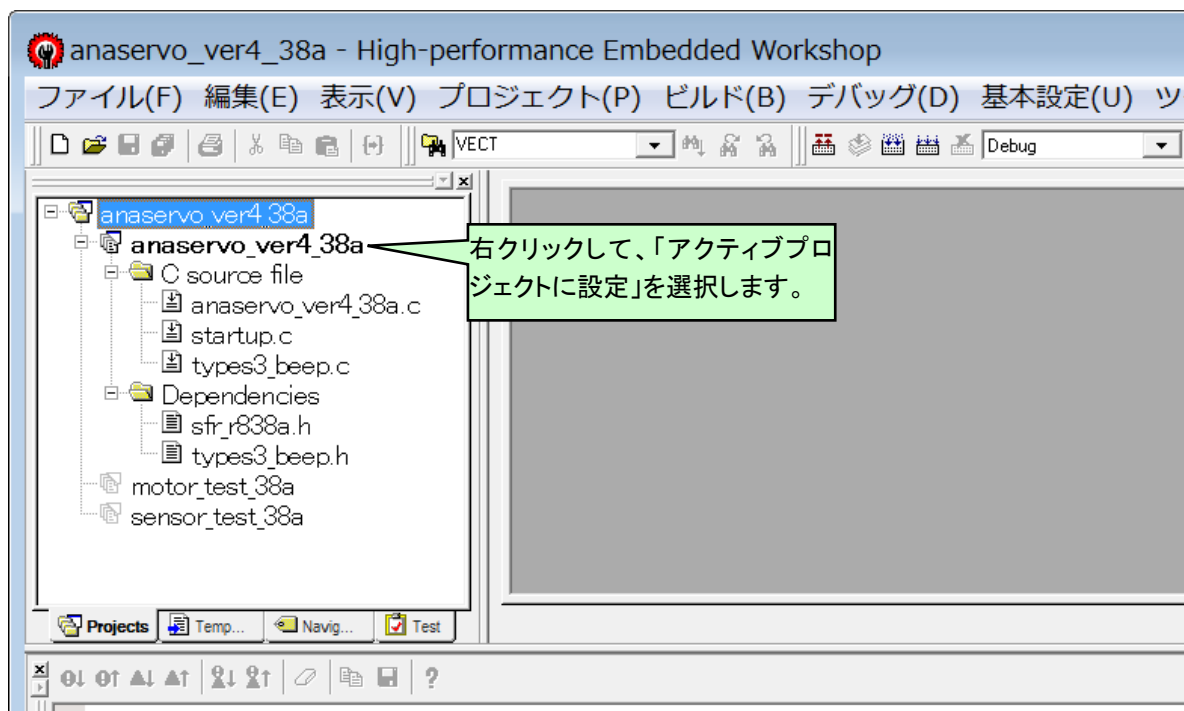 anaservo_ver4_38a - High-performance Embedded Workshop
ファイル(F) 編集(E) 表示(V) プロジェクト(P) ビルド(B) デバッグ(D) 基本設定(U) ツ
VECT
Debug
anaservo_ver4_38a
anaservo_ver4_38a
右クリックして、「アクティブプロ
ジェクトに設定」を選択します。
C source file
anaservo_ver4_38a.c
startup.c
types3_beep.c
Dependencies
sfr_r838a.h
types3_beep.h
motor_test_38a
sensor_test_38a
Projects Temp... Navig... Test